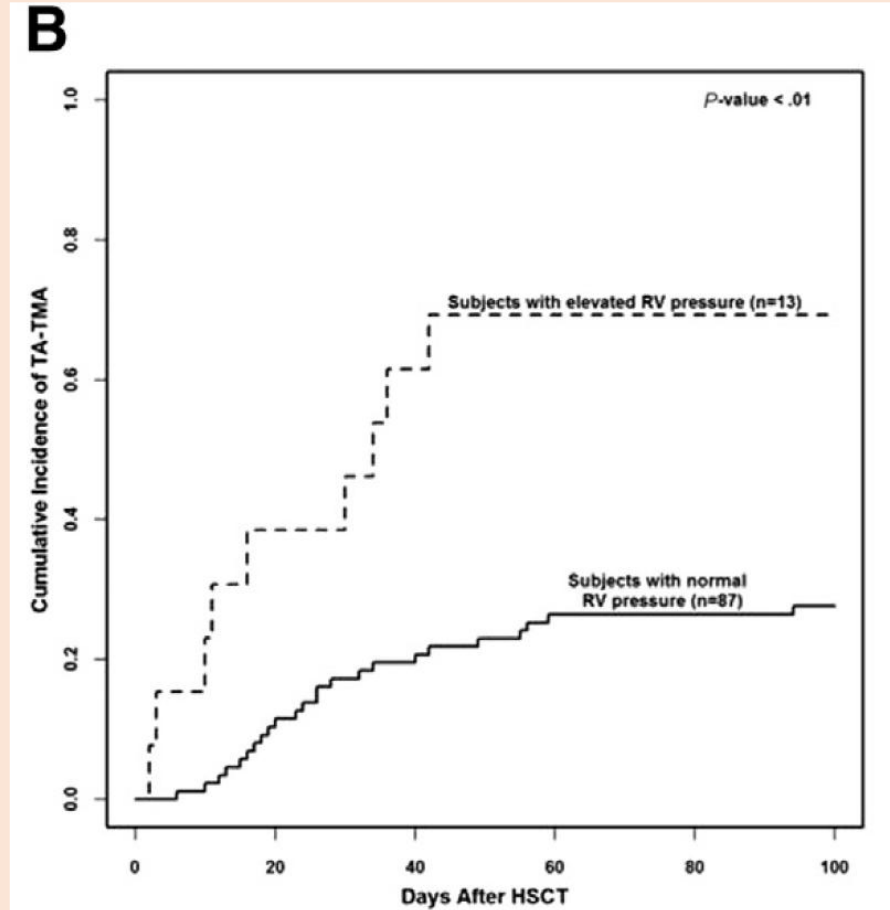 B
P-value < .01
1.0
0.8
0.6
0.4
0.2
0.0
Cumulative Incidence of TA-TMA
Subjects with elevated RV pressure (n=13)
Subjects with normal
RV pressure (n=87)
0 20 40 60 80 100
Days After HSCT